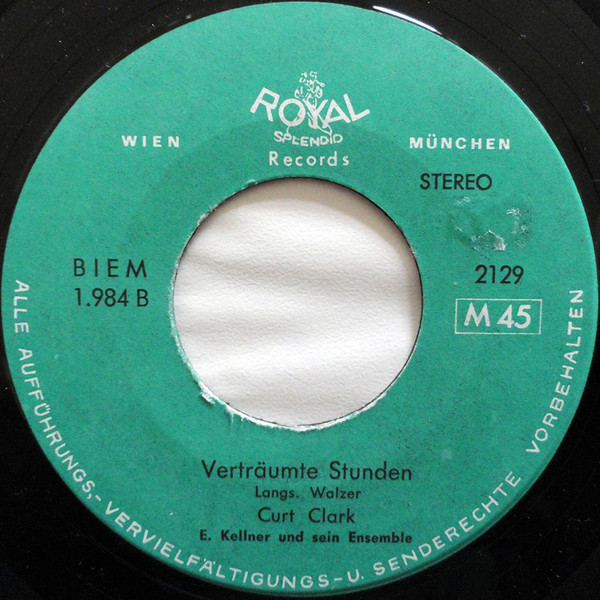 ROYAL
SPLENDID
Records
WIEN
MÜNCHEN
STEREO
BIEM
1.984 B
2129
M 45
Verträumte Stunden
Langs. Walzer
Curt Clark
E. Kellner und sein Ensemble
ALLE AUFFÜHRUNGS,- VERVIELFÄLTIGUNGS-U. SENDERECHTE VORBEHALTEN